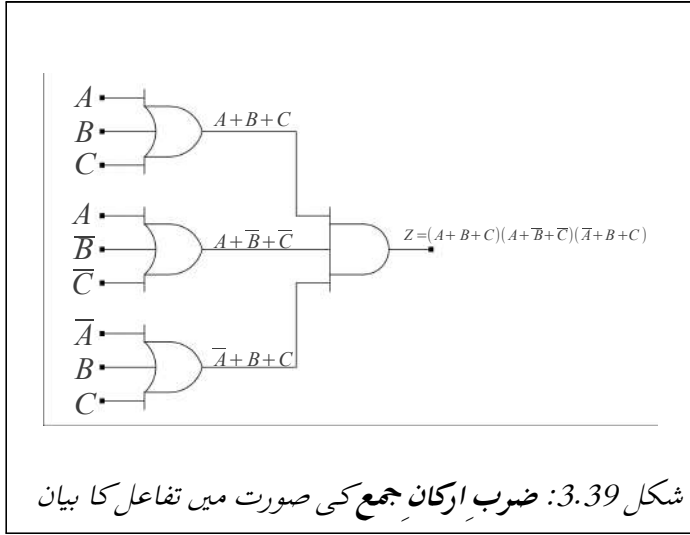 A
B
C
A+B+C
A
B̅
C̅
A+B̅+C̅
A̅
B
C
A̅+B+C
Z=(A+B+C)(A+B̅+C̅)(A̅+B+C)
شکل 3.39: ضربِ ارکانِ جمع کی صورت میں تفاعل کا بیان